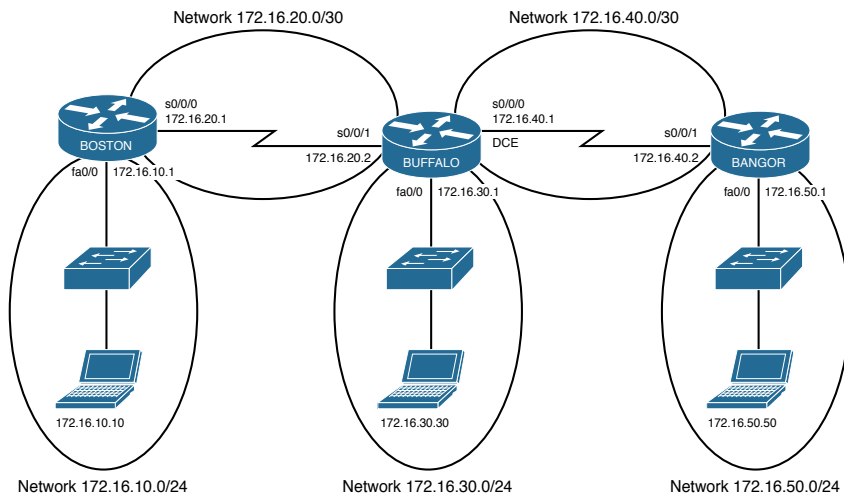 Network 172.16.20.0/30
Network 172.16.40.0/30
s0/0/0
172.16.20.1
s0/0/1
172.16.20.2
s0/0/0
172.16.40.1
DCE
s0/0/1
172.16.40.2
BOSTON
BUFFALO
BANGOR
fa0/0
172.16.10.1
fa0/0
172.16.30.1
fa0/0
172.16.50.1
172.16.10.10
172.16.30.30
172.16.50.50
Network 172.16.10.0/24
Network 172.16.30.0/24
Network 172.16.50.0/24